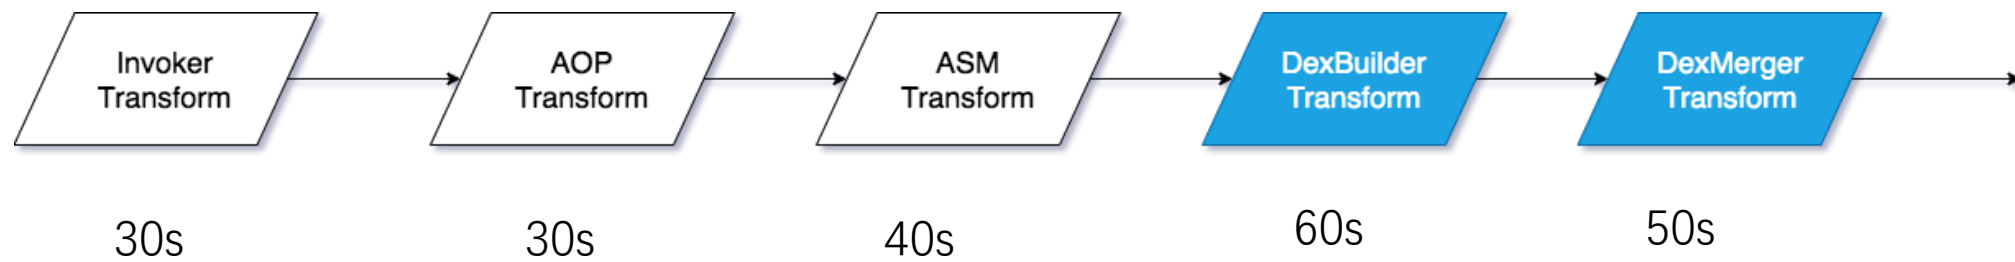 Invoker
Transform
AOP
Transform
ASM
Transform
DexBuilder
Transform
DexMerger
Transform
30s
30s
40s
60s
50s